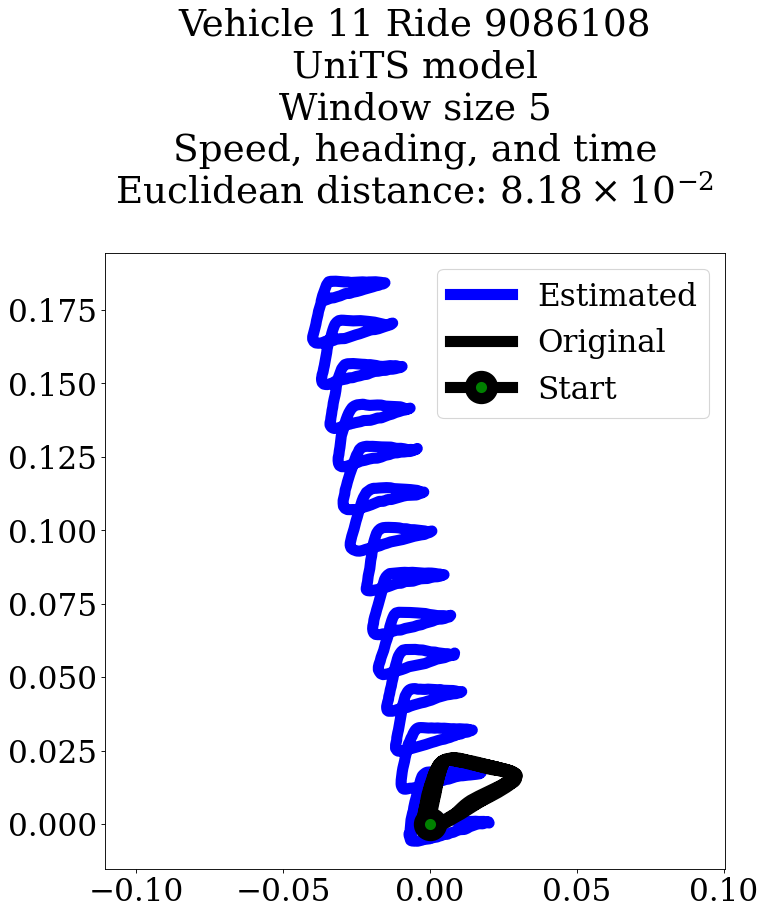 Vehicle 11 Ride 9086108
UniTS model
Window size 5
Speed, heading, and time
Euclidean distance: 8.18 × 10⁻²
Estimated
Original
Start
0.175
0.150
0.125
0.100
0.075
0.050
0.025
0.000
−0.10 −0.05 0.00 0.05 0.10